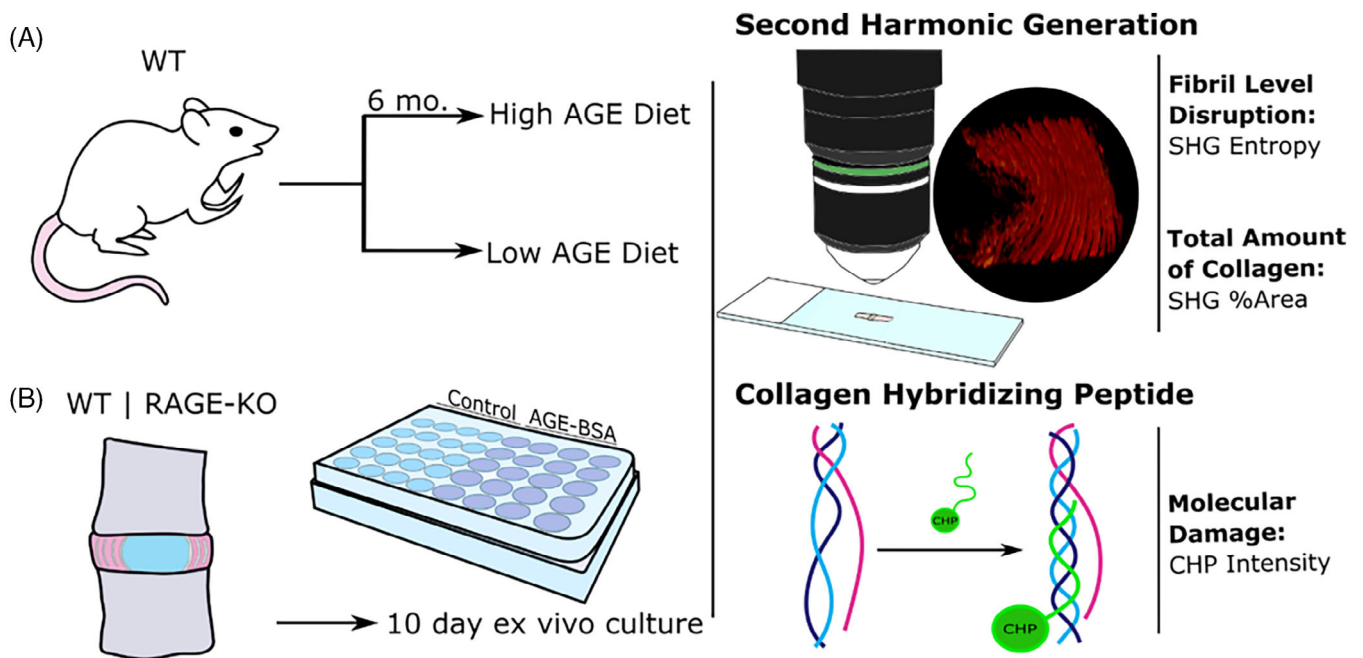 (A)
WT
6 mo.
High AGE Diet
Low AGE Diet
(B)
WT | RAGE-KO
Control AGE-BSA
10 day ex vivo culture
Second Harmonic Generation
Fibril Level
Disruption:
SHG Entropy
Total Amount
of Collagen:
SHG %Area
Collagen Hybridizing Peptide
CHP
CHP
Molecular
Damage:
CHP Intensity